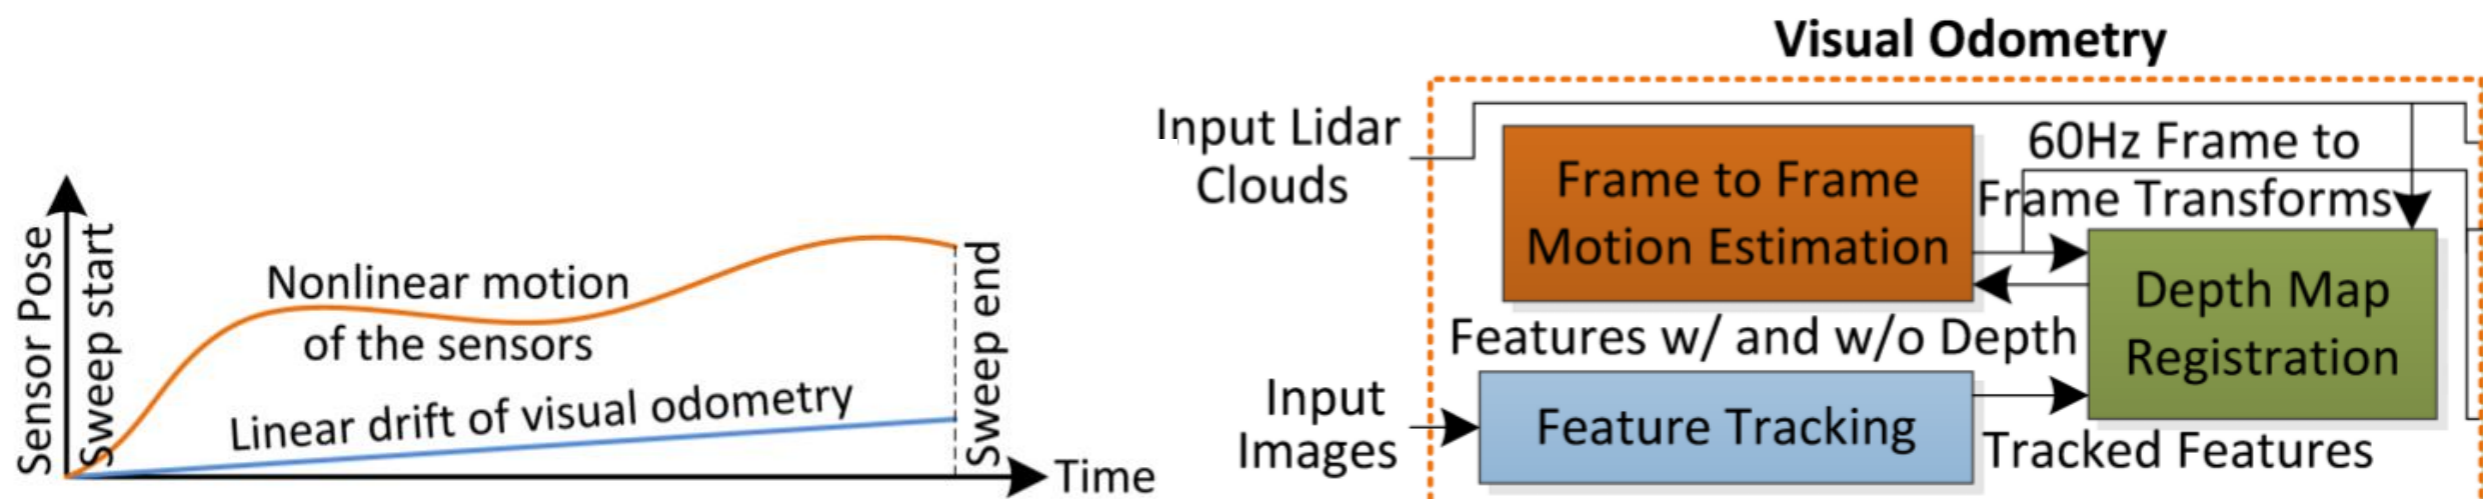 Sensor Pose
Sweep start
Nonlinear motion
of the sensors
Linear drift of visual odometry
Sweep end
Time
Visual Odometry
Input Lidar
Clouds
Frame to Frame
Motion Estimation
60Hz Frame to
Frame Transforms
Depth Map
Registration
Features w/ and w/o Depth
Input
Images
Feature Tracking
Tracked Features